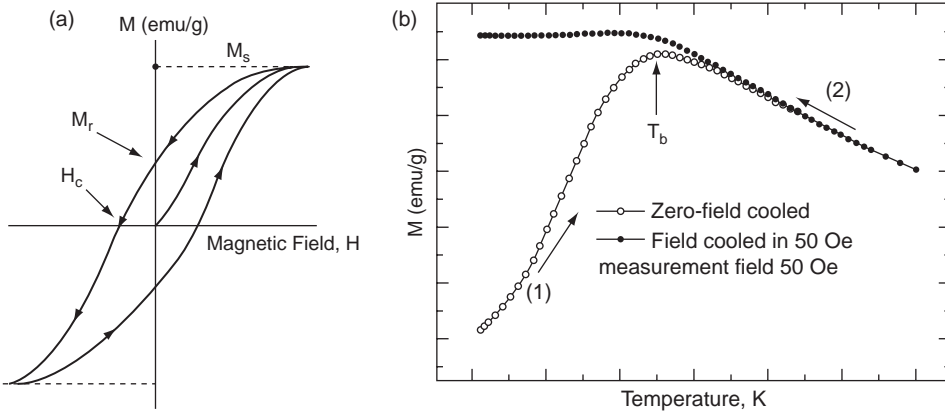 (a)
M (emu/g)
M_s
M_r
H_c
Magnetic Field, H
(b)
(2)
T_b
M (emu/g)
Zero-field cooled
Field cooled in 50 Oe
measurement field 50 Oe
(1)
Temperature, K